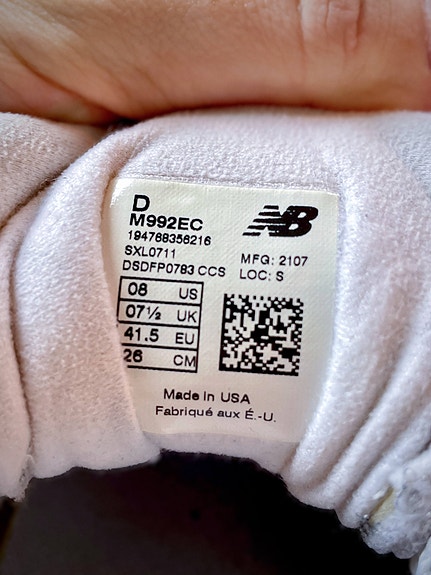 D
M992EC
194768356216
SXL0711
DSDFP0783 CCS
NB
MFG: 2107
LOC: S
08 US
07½ UK
41.5 EU
26 CM
Made in USA
Fabriqué aux É.-U.